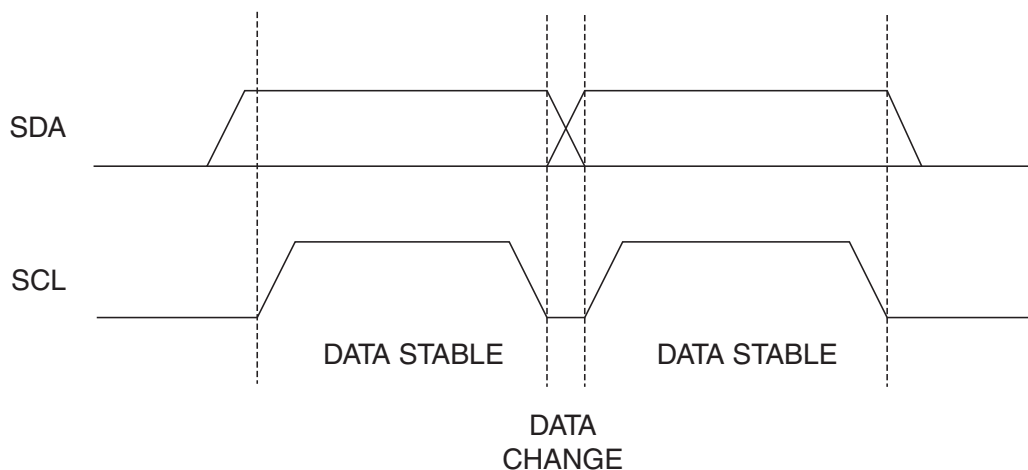 SDA
SCL
DATA STABLE
DATA STABLE
DATA
CHANGE